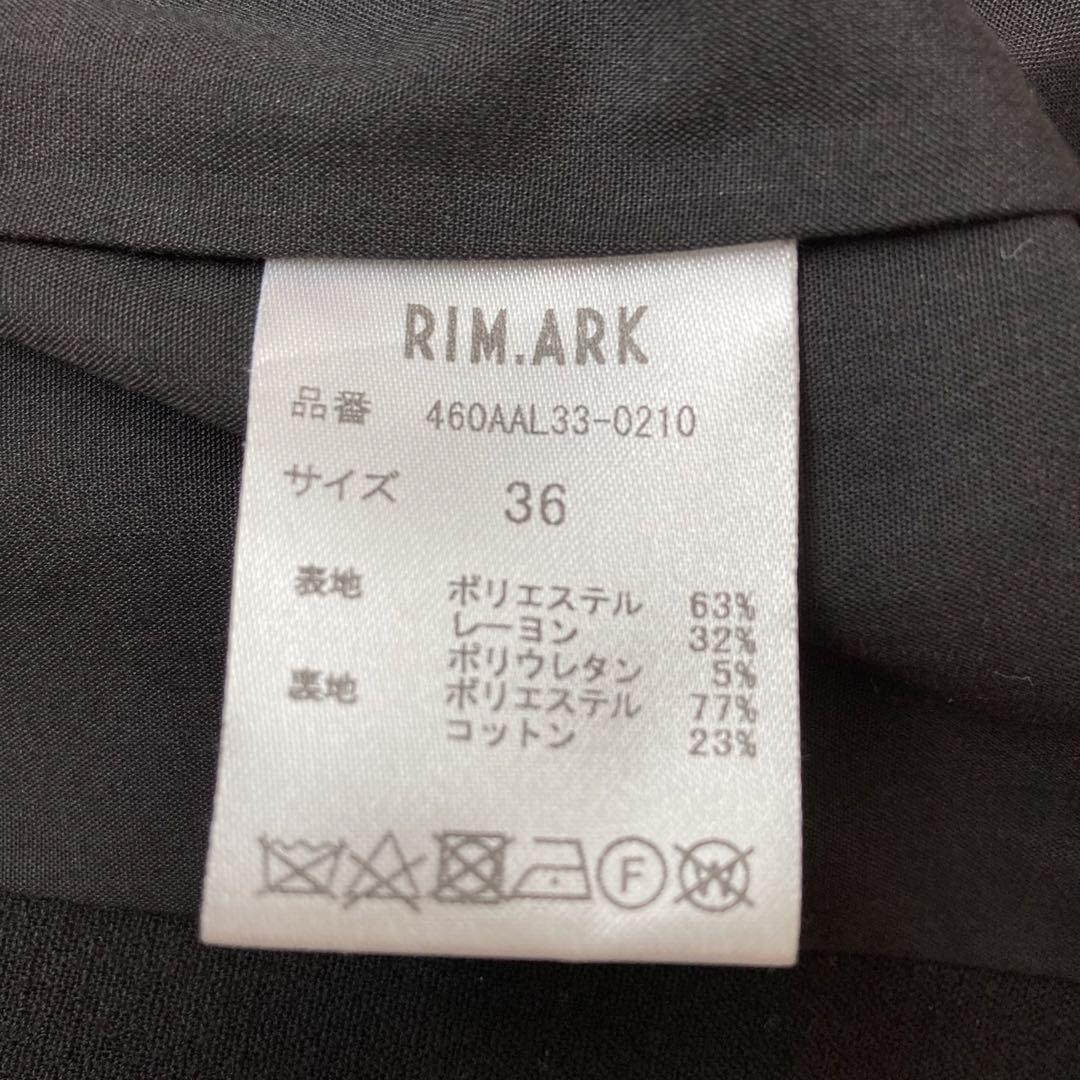 RIM.ARK
品番 460AAL33-0210
サイズ 36
表地 ポリエステル 63%
レーヨン 32%
ポリウレタン 5%
裏地 ポリエステル 77%
コットン 23%
F W